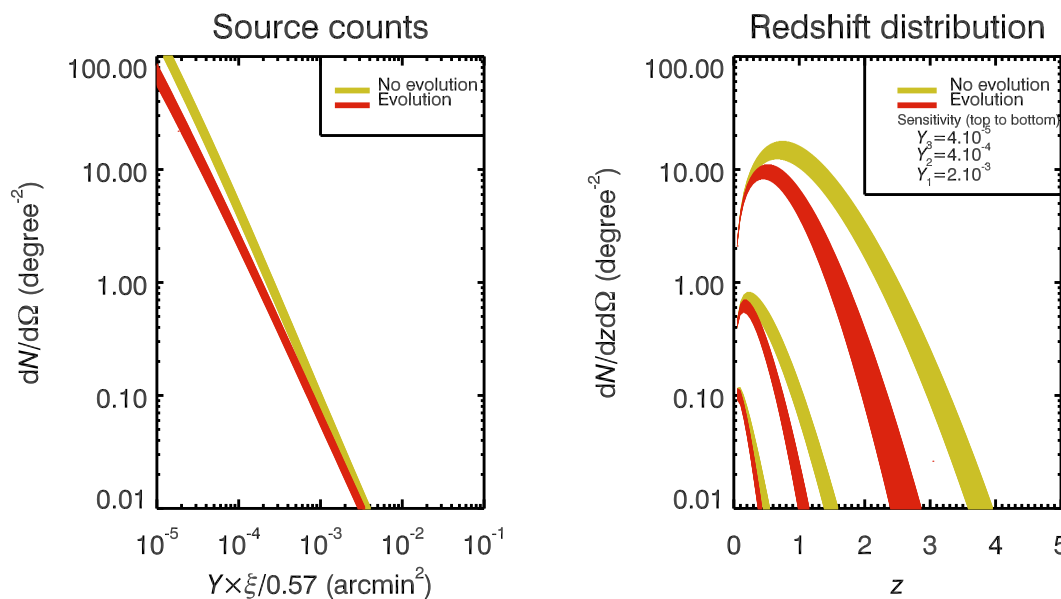 Source counts
No evolution
Evolution
100.00
10.00
1.00
0.10
0.01
dN/dΩ (degree⁻²)
10⁻⁵ 10⁻⁴ 10⁻³ 10⁻² 10⁻¹
Y×ξ/0.57 (arcmin²)
Redshift distribution
No evolution
Evolution
Sensitivity (top to bottom)
Y₃=4.10⁻⁵
Y₂=4.10⁻⁴
Y₁=2.10⁻³
100.00
10.00
1.00
0.10
0.01
dN/dzdΩ (degree⁻²)
0 1 2 3 4 5
z